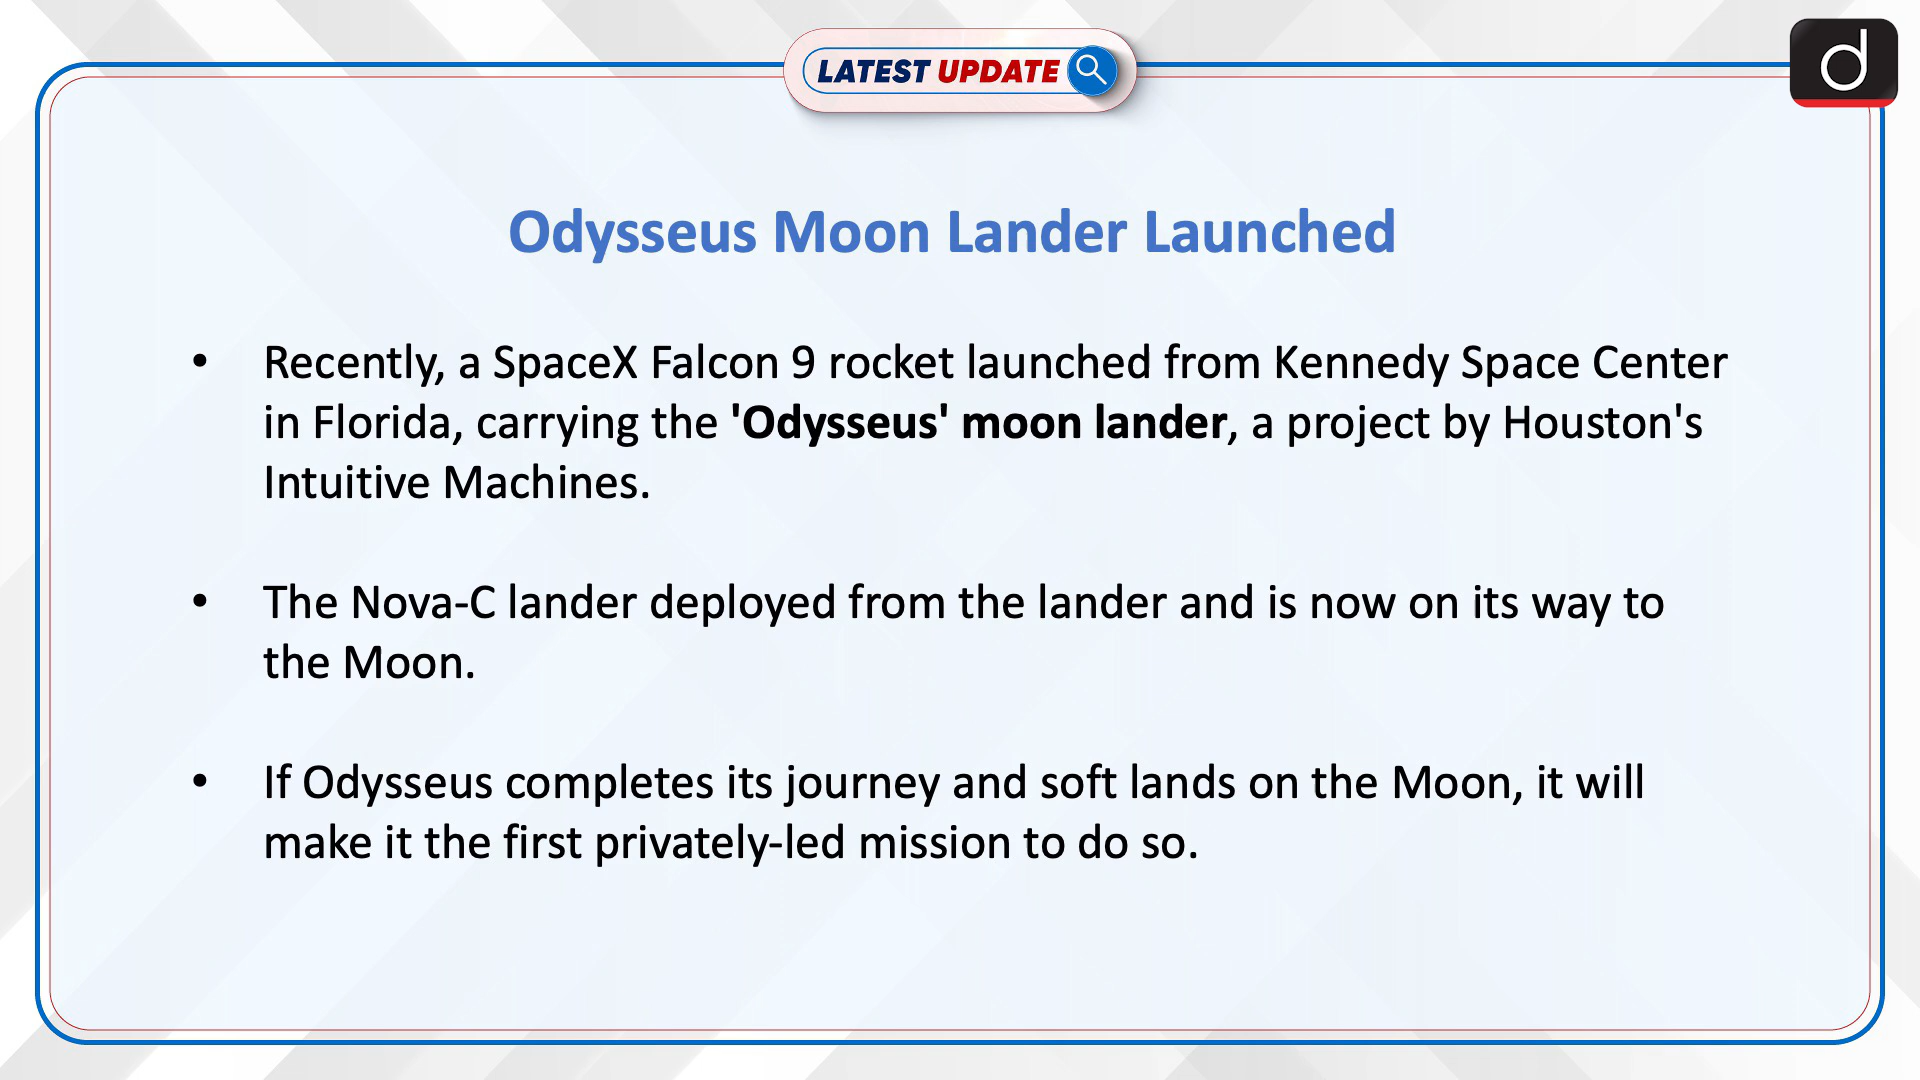 LATEST UPDATE
d
Odysseus Moon Lander Launched
• Recently, a SpaceX Falcon 9 rocket launched from Kennedy Space Center
in Florida, carrying the 'Odysseus' moon lander, a project by Houston's
Intuitive Machines.
• The Nova-C lander deployed from the lander and is now on its way to
the Moon.
• If Odysseus completes its journey and soft lands on the Moon, it will
make it the first privately-led mission to do so.